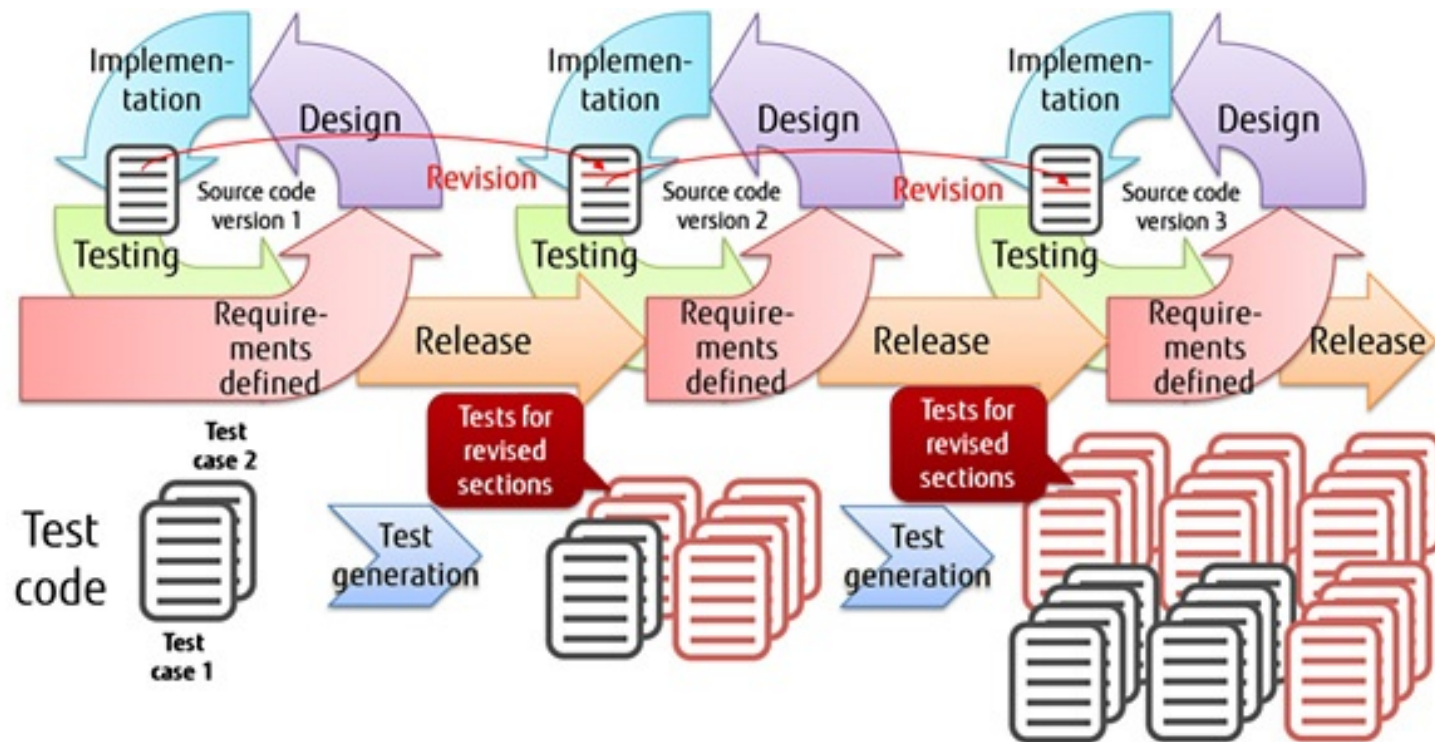 Implemen-
tation
Design
Source code
version 1
Testing
Require-
ments
defined
Release
Revision
Implemen-
tation
Design
Source code
version 2
Testing
Require-
ments
defined
Release
Revision
Implemen-
tation
Design
Source code
version 3
Testing
Require-
ments
defined
Release
Test
code
Test
case 2
Test
case 1
Test
generation
Tests for
revised
sections
Test
generation
Tests for
revised
sections